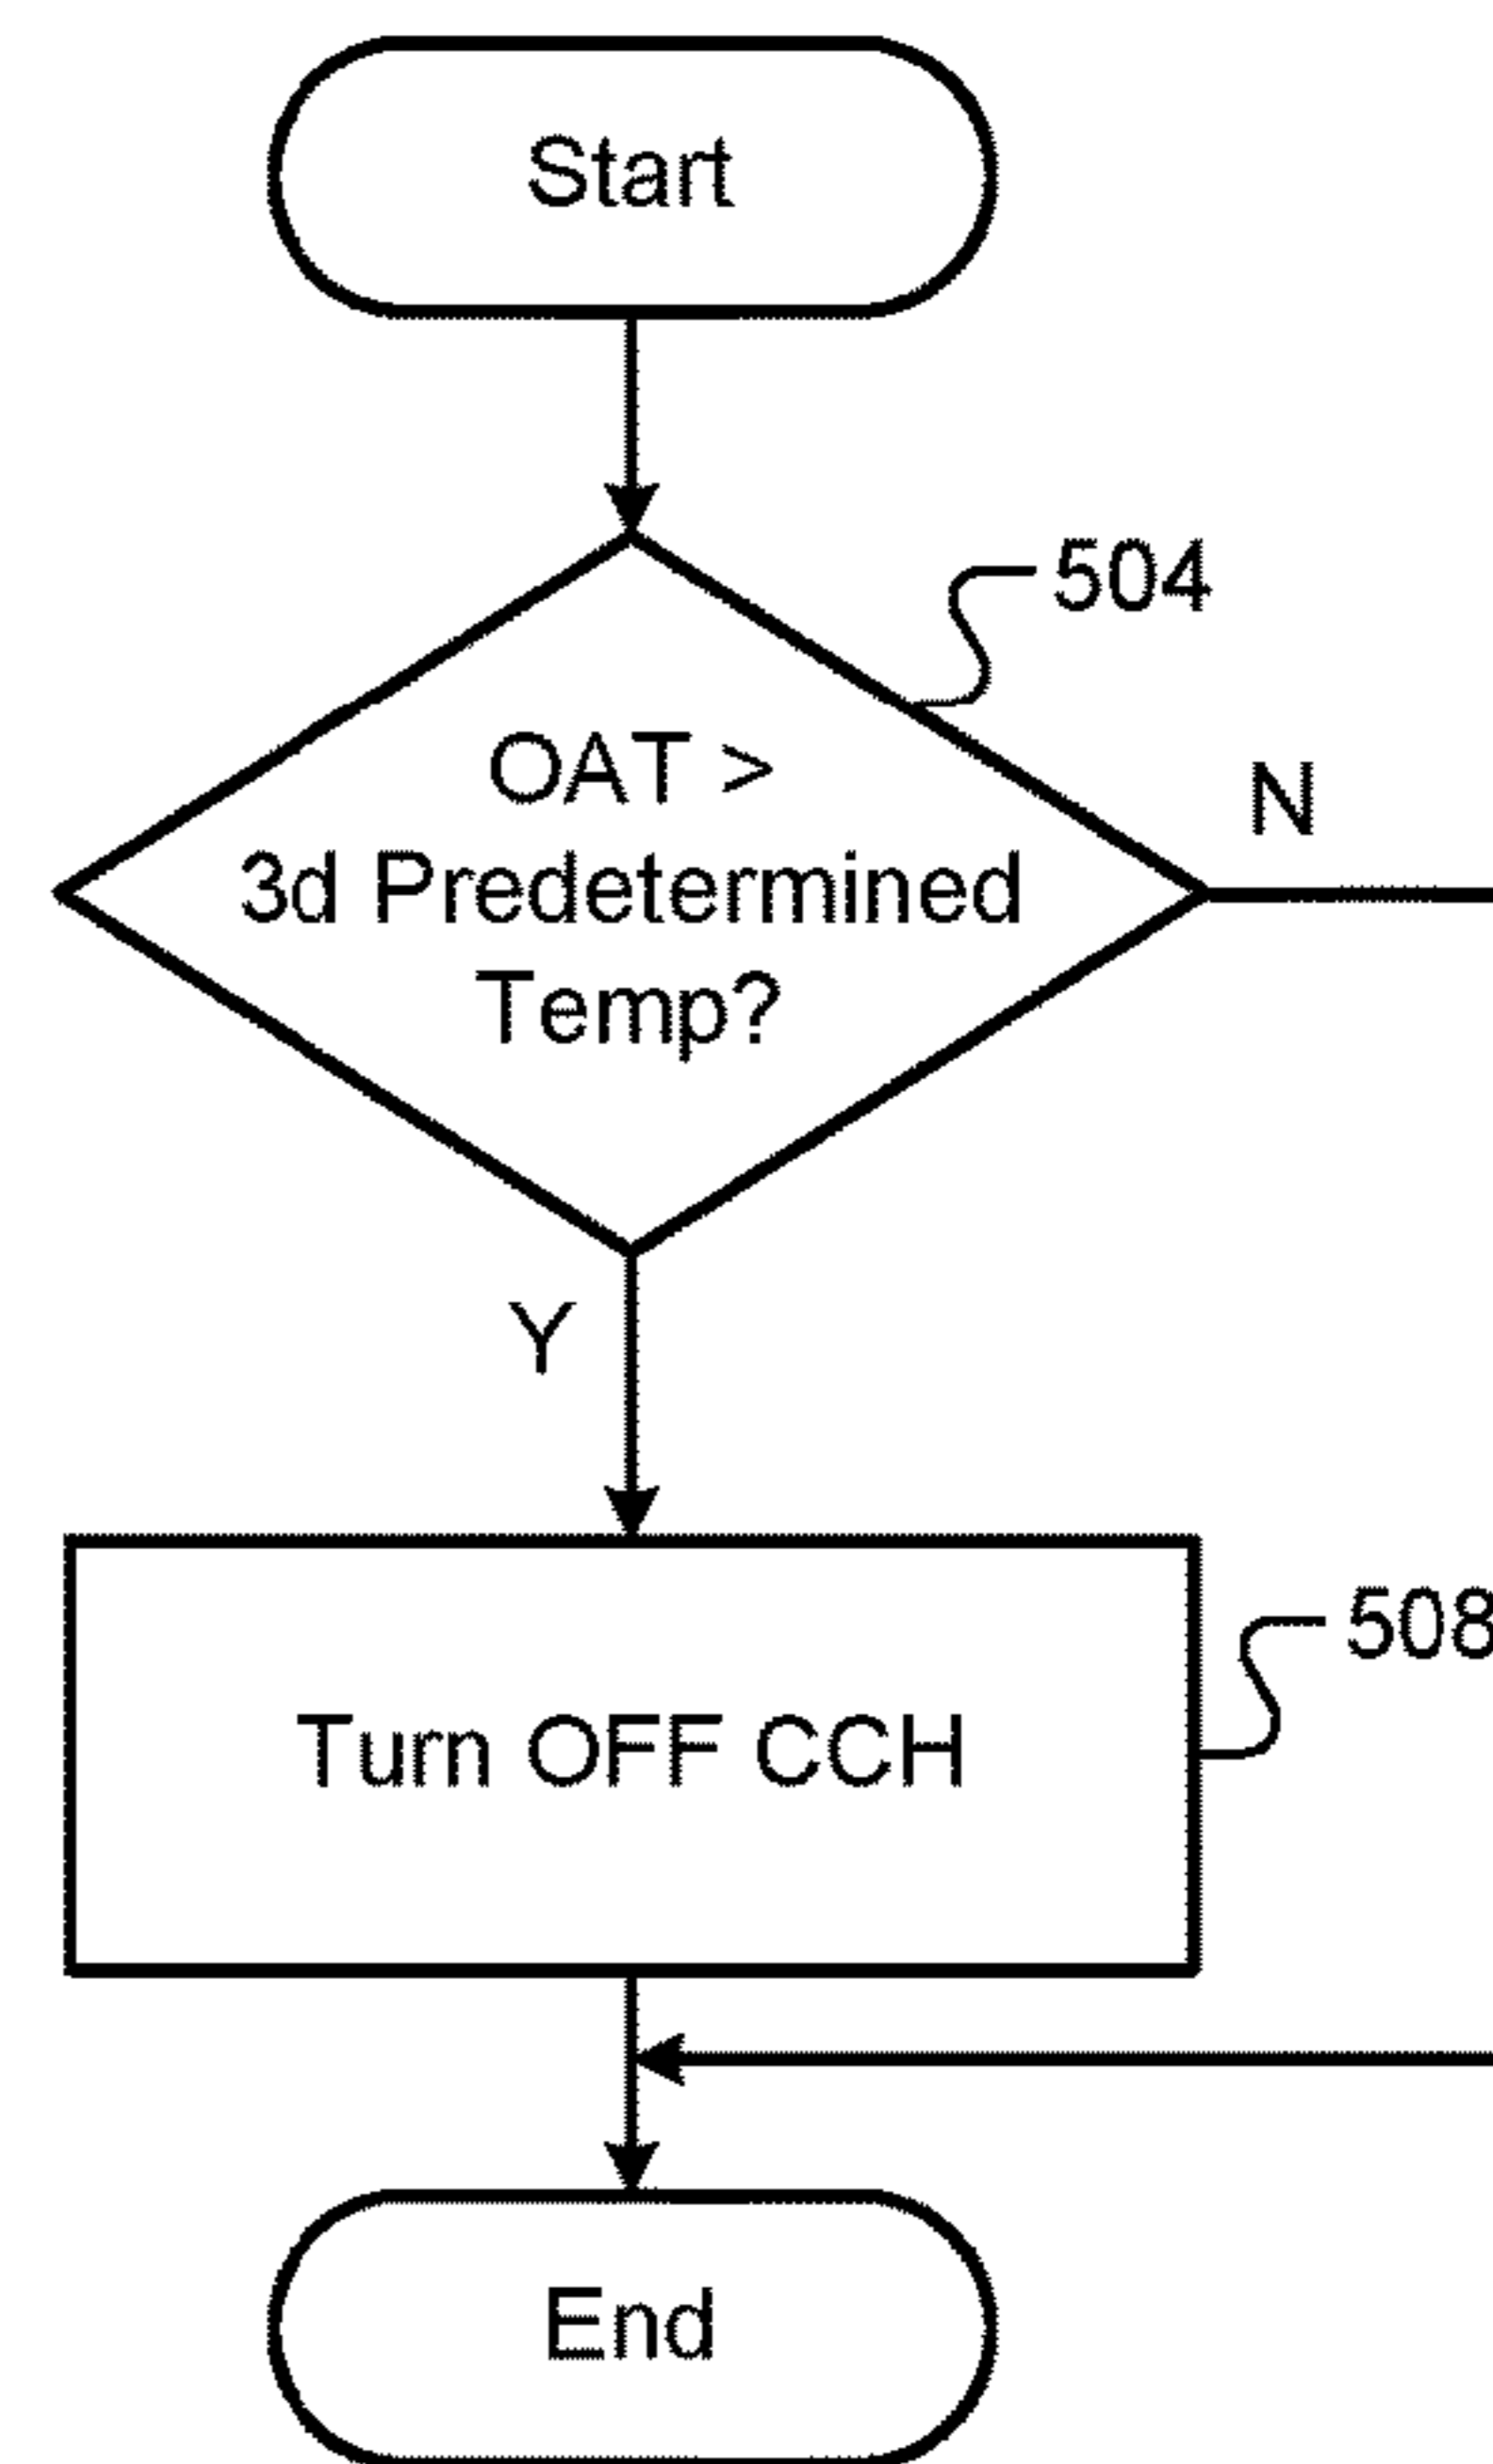 Start
504
OAT >
N
3d Predetermined
Temp?
Y
508
Turn OFF CCH
End